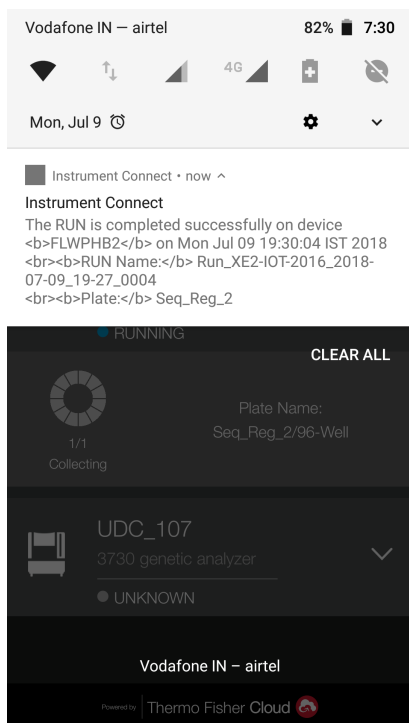 Vodafone IN — airtel 82% 7:30
4G
Mon, Jul 9
Instrument Connect • now
Instrument Connect
The RUN is completed successfully on device
<b>FLWPHB2</b> on Mon Jul 09 19:30:04 IST 2018
<br><b>RUN Name:</b> Run_XE2-IOT-2016_2018-
07-09_19-27_0004
<br><b>Plate:</b> Seq_Reg_2
RUNNING
CLEAR ALL
1/1
Collecting
Plate Name:
Seq_Reg_2/96-Well
UDC_107
3730 genetic analyzer
UNKNOWN
Vodafone IN – airtel
Powered by Thermo Fisher Cloud